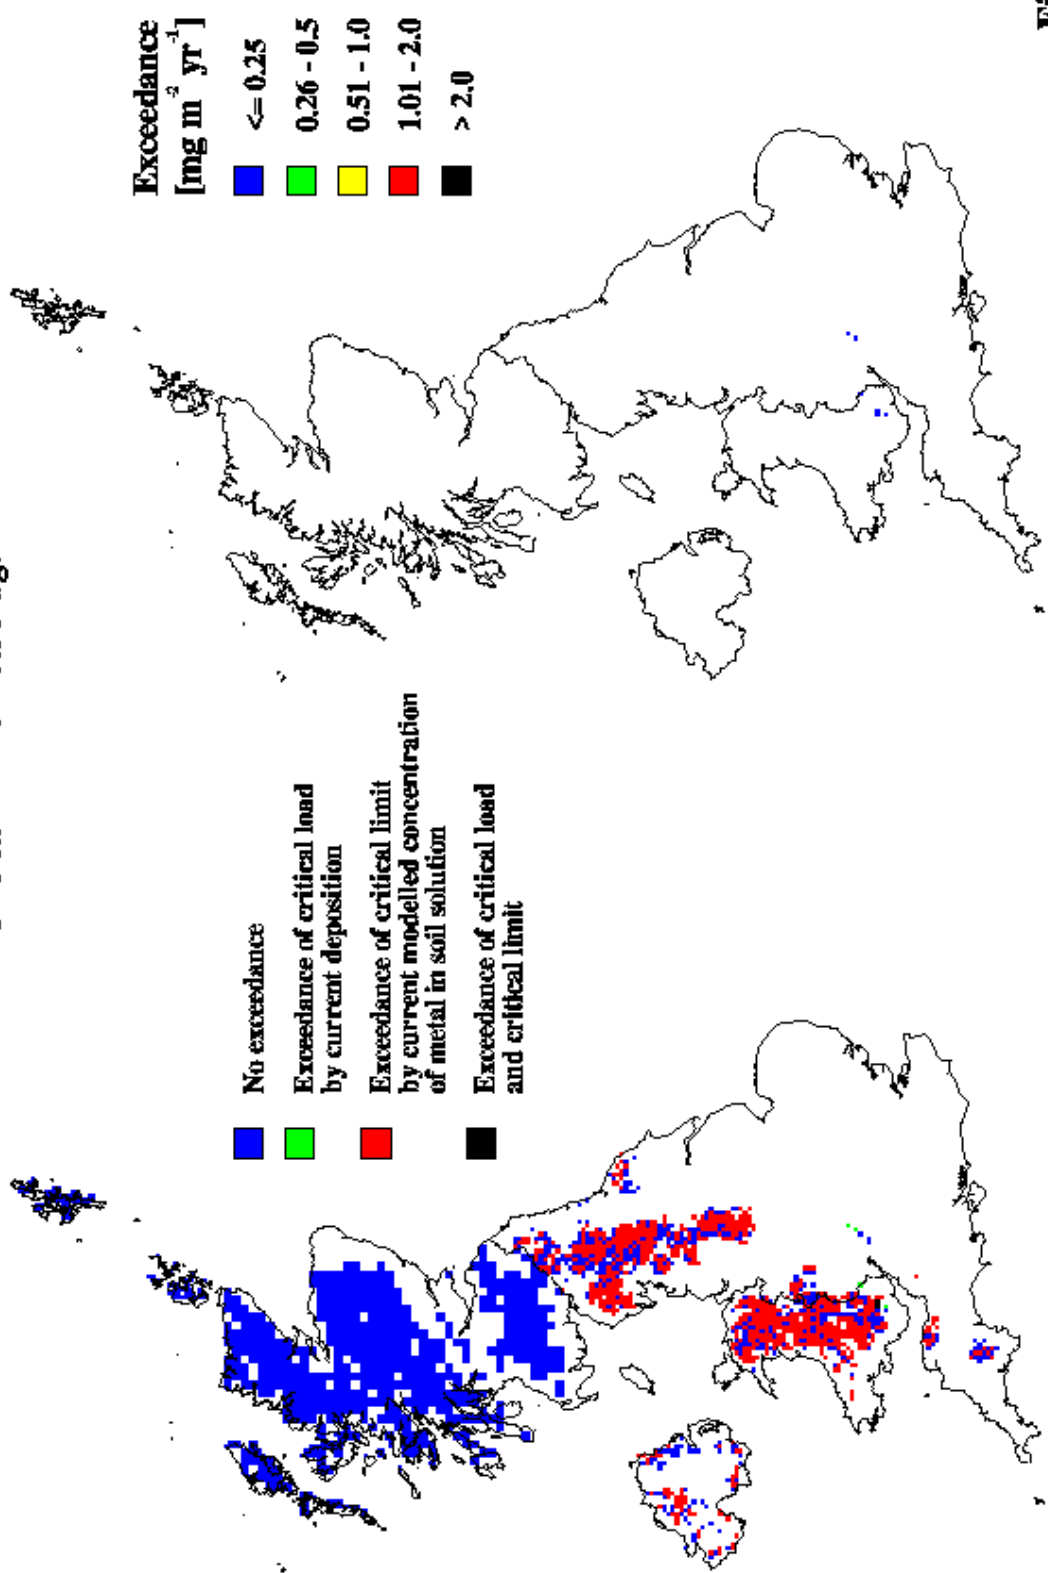 No exceedance
Exceedance of critical load
by current deposition
Exceedance of critical limit
by current modelled concentration
of metal in soil solution
Exceedance of critical load
and critical limit
Exceedance
[mg m⁻² yr⁻¹]
<= 0.25
0.26 - 0.5
0.51 - 1.0
1.01 - 2.0
> 2.0